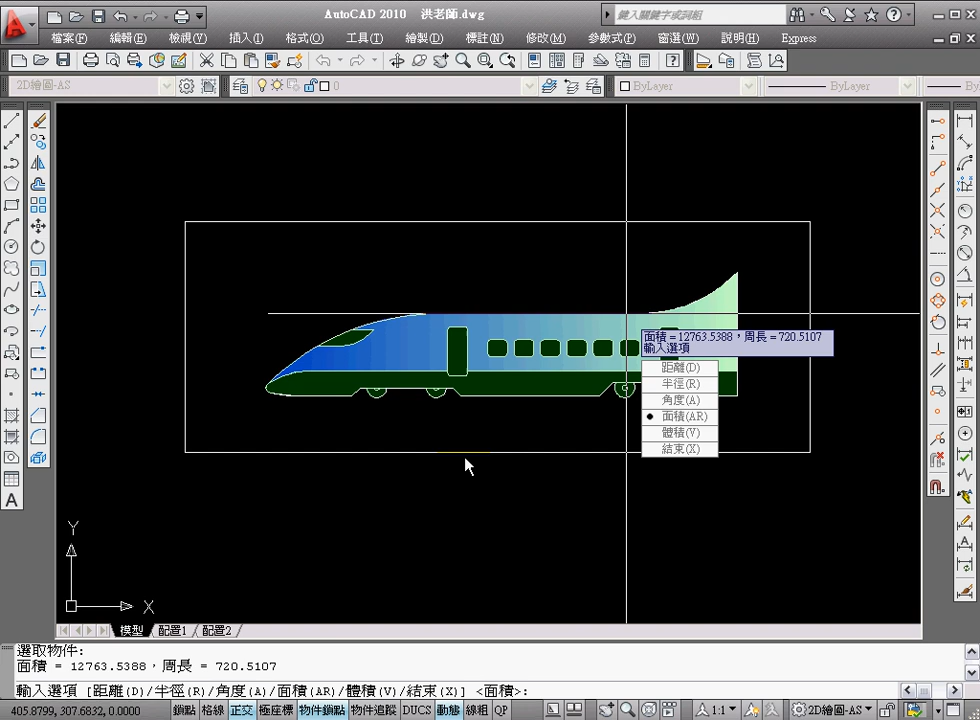 AutoCAD 2010 洪老師.dwg
鍵入關鍵字或詞組
檔案(F) 編輯(E) 檢視(V) 插入(I) 格式(O) 工具(T) 繪製(D) 標註(N) 修改(M) 參數式(P) 窗選(W) 說明(H) Express
2D繪圖-AS
0
ByLayer
ByLayer
By
面積 = 12763.5388，周長 = 720.5107
輸入選項
距離(D)
半徑(R)
角度(A)
面積(AR)
體積(V)
結束(X)
Y
X
模型 配置1 配置2
選取物件:
面積 = 12763.5388，周長 = 720.5107
輸入選項 [距離(D)/半徑(R)/角度(A)/面積(AR)/體積(V)/結束(X)] <面積>:
405.8799, 307.6832, 0.0000 鎖點 格線 正交 極座標 物件鎖點 物件追蹤 DUCS 動態 線粗 QP 1:1 2D繪圖-AS